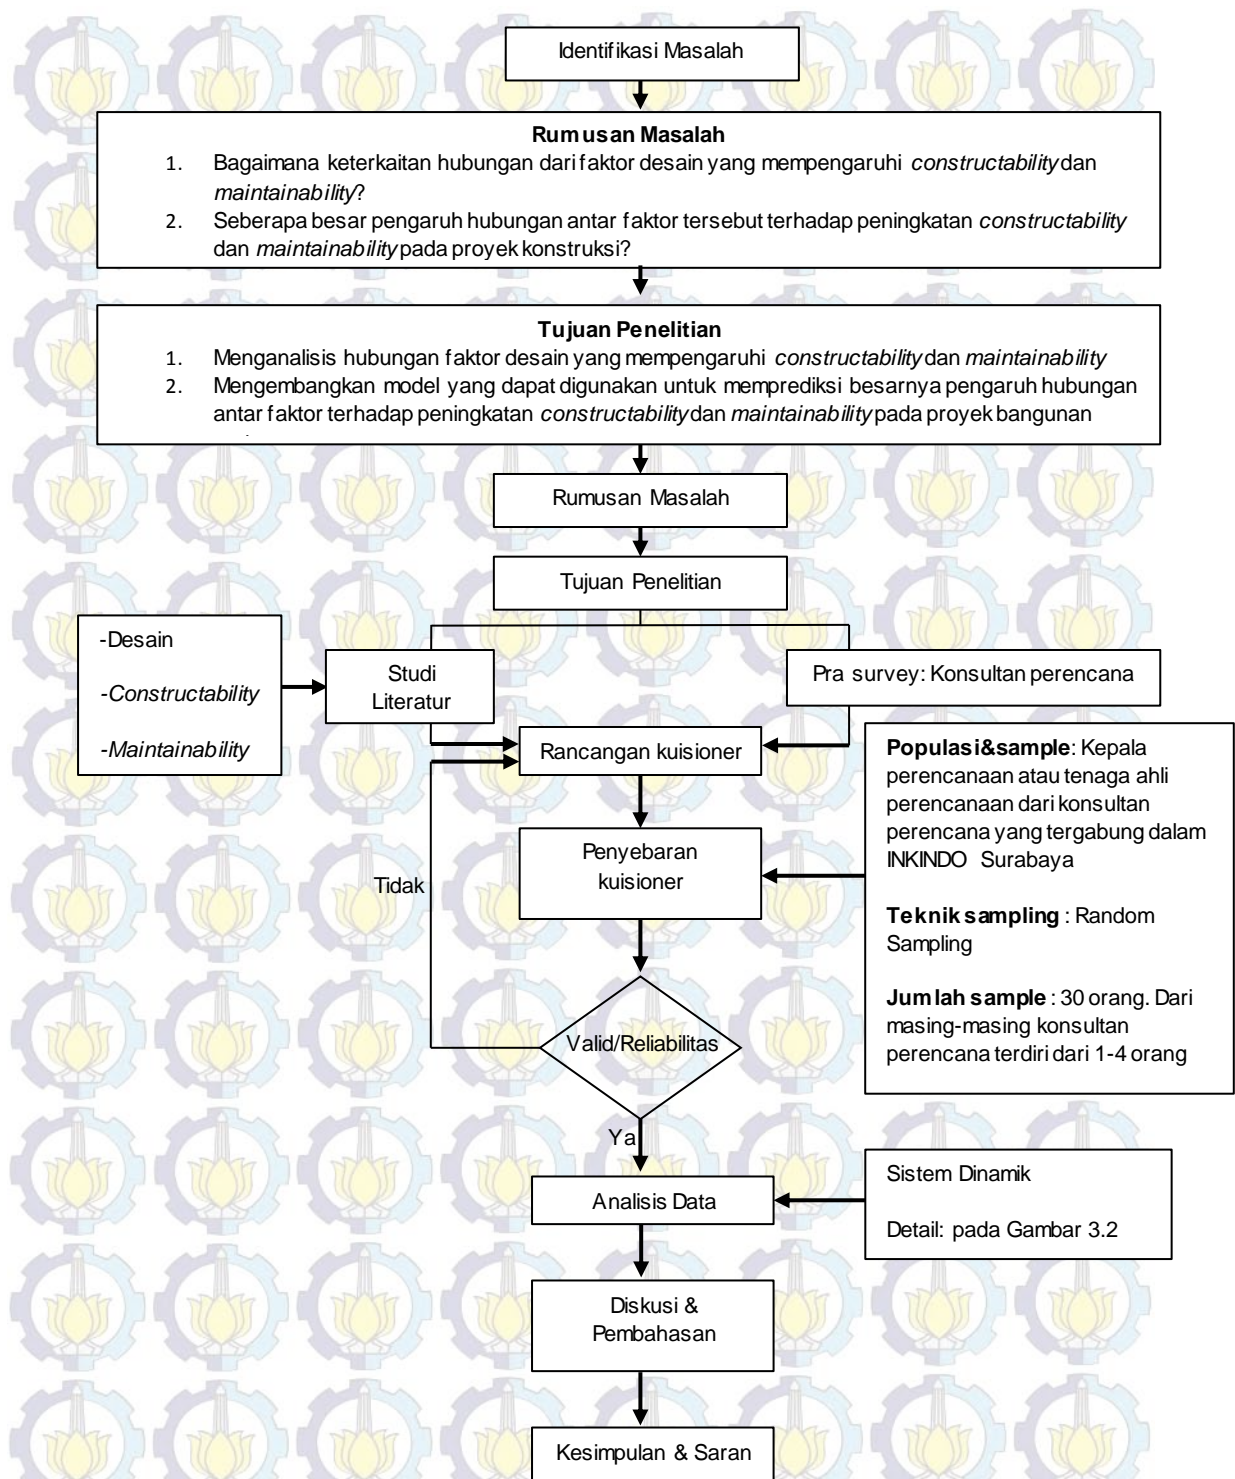 Identifikasi Masalah
Rumusan Masalah
1. Bagaimana keterkaitan hubungan dari faktor desain yang mempengaruhi constructability dan
maintainability?
2. Seberapa besar pengaruh hubungan antar faktor tersebut terhadap peningkatan constructability
dan maintainability pada proyek konstruksi?
Tujuan Penelitian
1. Menganalisis hubungan faktor desain yang mempengaruhi constructability dan maintainability
2. Mengembangkan model yang dapat digunakan untuk memprediksi besarnya pengaruh hubungan
antar faktor terhadap peningkatan constructability dan maintainability pada proyek bangunan
Rumusan Masalah
Tujuan Penelitian
-Desain
-Constructability
-Maintainability
Studi
Literatur
Pra survey: Konsultan perencana
Rancangan kuisioner
Populasi&sample: Kepala
perencanaan atau tenaga ahli
perencanaan dari konsultan
perencana yang tergabung dalam
INKINDO Surabaya
Teknik sampling : Random
Sampling
Jumlah sample : 30 orang. Dari
masing-masing konsultan
perencana terdiri dari 1-4 orang
Penyebaran
kuisioner
Tidak
Valid/Reliabilitas
Ya
Analisis Data
Sistem Dinamik
Detail: pada Gambar 3.2
Diskusi &
Pembahasan
Kesimpulan & Saran